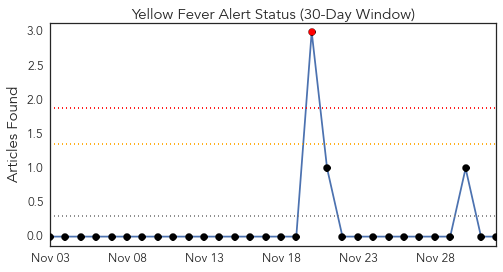 Yellow Fever Alert Status (30-Day Window)
Articles Found
3.0
2.5
2.0
1.5
1.0
0.5
0.0
Nov 03 Nov 08 Nov 13 Nov 18 Nov 23 Nov 28